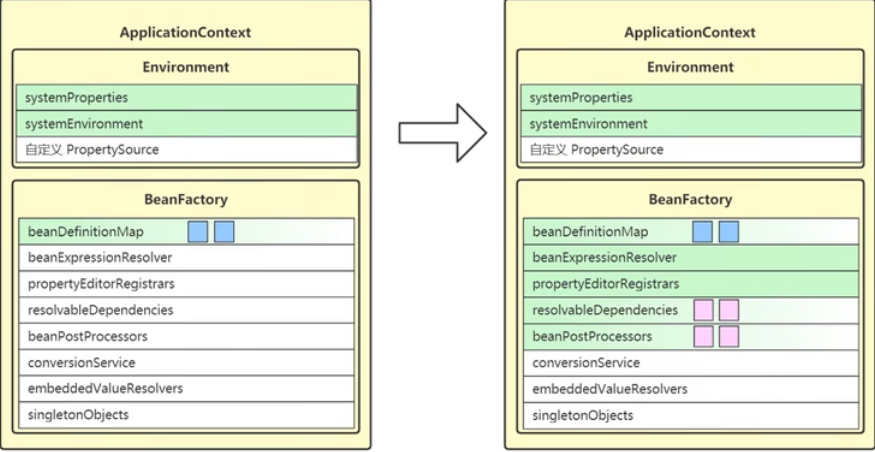 ApplicationContext
Environment
systemProperties
systemEnvironment
自定义 PropertySource
BeanFactory
beanDefinitionMap
beanExpressionResolver
propertyEditorRegistrars
resolvableDependencies
beanPostProcessors
conversionService
embeddedValueResolvers
singletonObjects
ApplicationContext
Environment
systemProperties
systemEnvironment
自定义 PropertySource
BeanFactory
beanDefinitionMap
beanExpressionResolver
propertyEditorRegistrars
resolvableDependencies
beanPostProcessors
conversionService
embeddedValueResolvers
singletonObjects